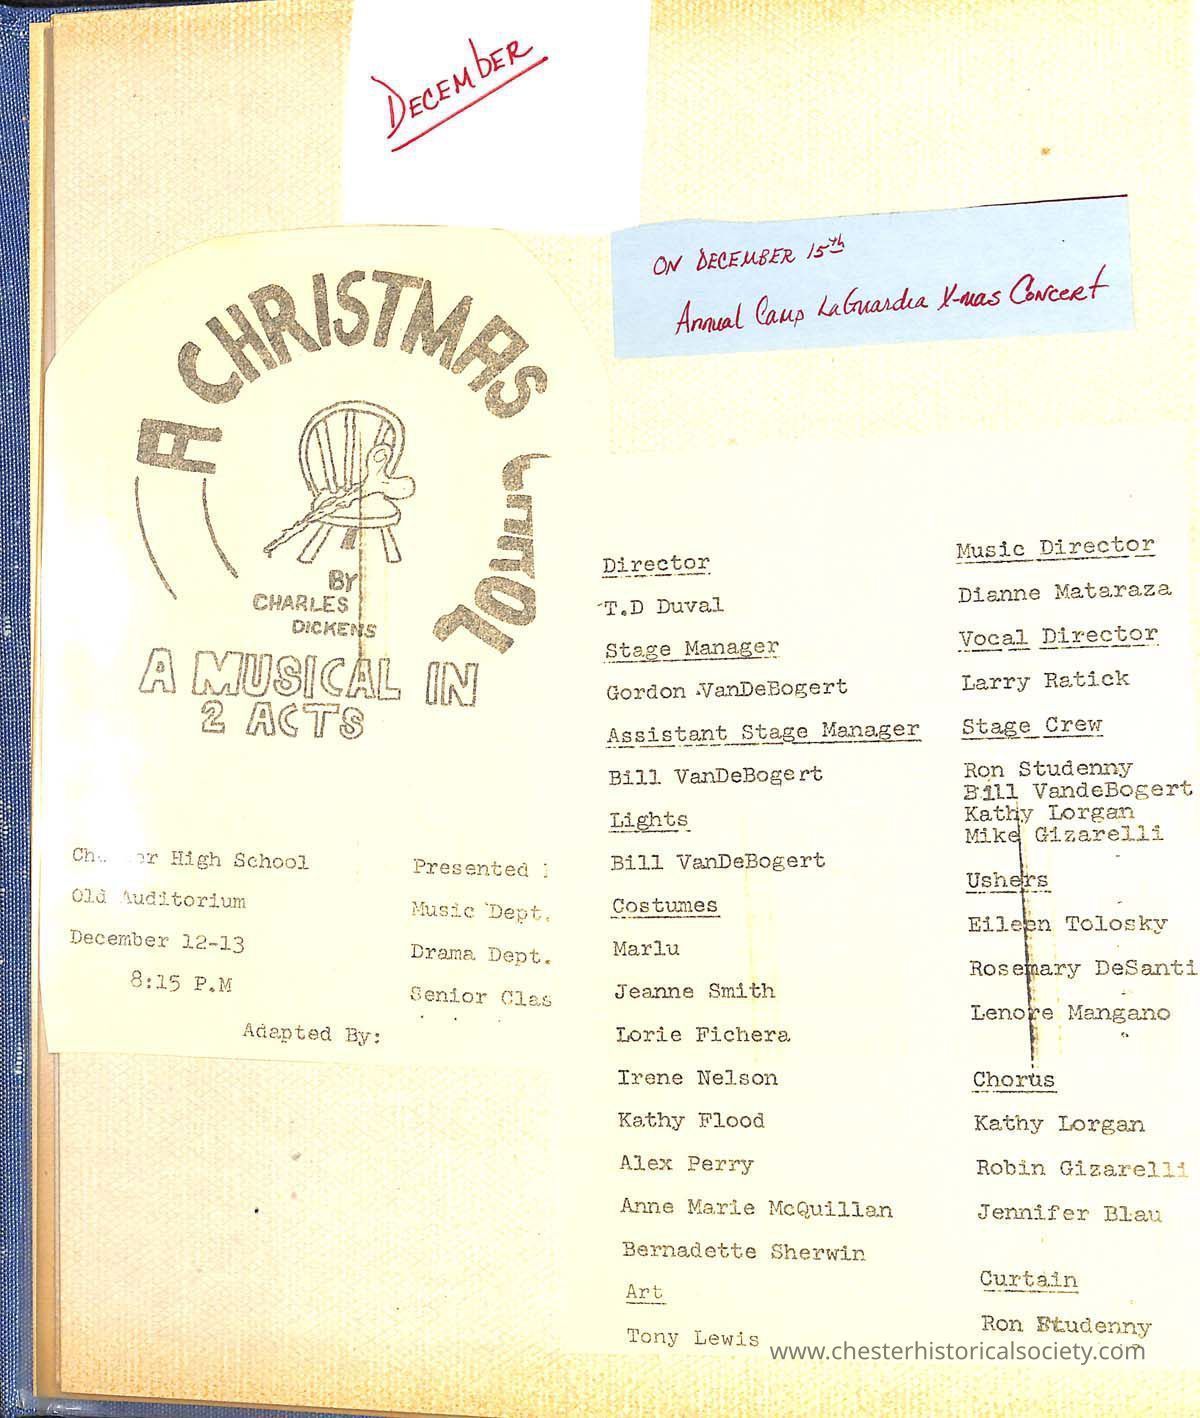 DECEMBER
ON DECEMBER 15th
Annual Camp LaGuardia X-mas Concert
A CHRISTMAS CAROL
BY
CHARLES
DICKENS
A MUSICAL IN
2 ACTS
High School
Old Auditorium
December 12-13
8:15 P.M
Presented
Music Dept.
Drama Dept.
Senior Clas
Adapted By:
Director
T.D Duval
Stage Manager
Gordon VanDeBogert
Assistant Stage Manager
Bill VanDeBogert
Lights
Bill VanDeBogert
Costumes
Marlu
Jeanne Smith
Lorie Fichera
Irene Nelson
Kathy Flood
Alex Perry
Anne Marie McQuillan
Bernadette Sherwin
Art
Tony Lewis
Music Director
Dianne Mataraza
Vocal Director
Larry Ratick
Stage Crew
Ron Studenny
Bill VandeBogert
Kathy Lorgan
Mike Gizarelli
Ushers
Eileen Tolosky
Rosemary DeSanti
Lenore Mangano
Chorus
Kathy Lorgan
Robin Gizarelli
Jennifer Blau
Curtain
Ron Studenny
www.chesterhistoricalsociety.com